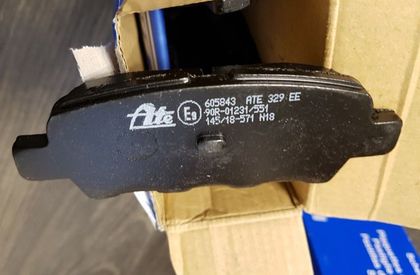 Ate E9 605843 ATE 329 EE
90R-01231/551
145/18-571 N18